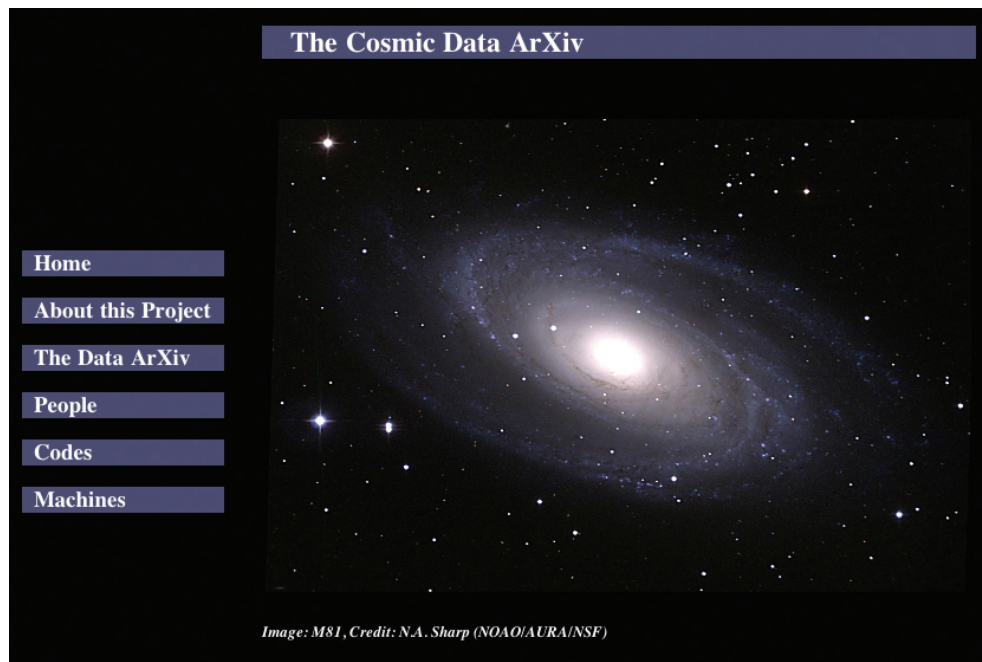 The Cosmic Data ArXiv
Home
About this Project
The Data ArXiv
People
Codes
Machines
Image: M81, Credit: N.A. Sharp (NOAO/AURA/NSF)